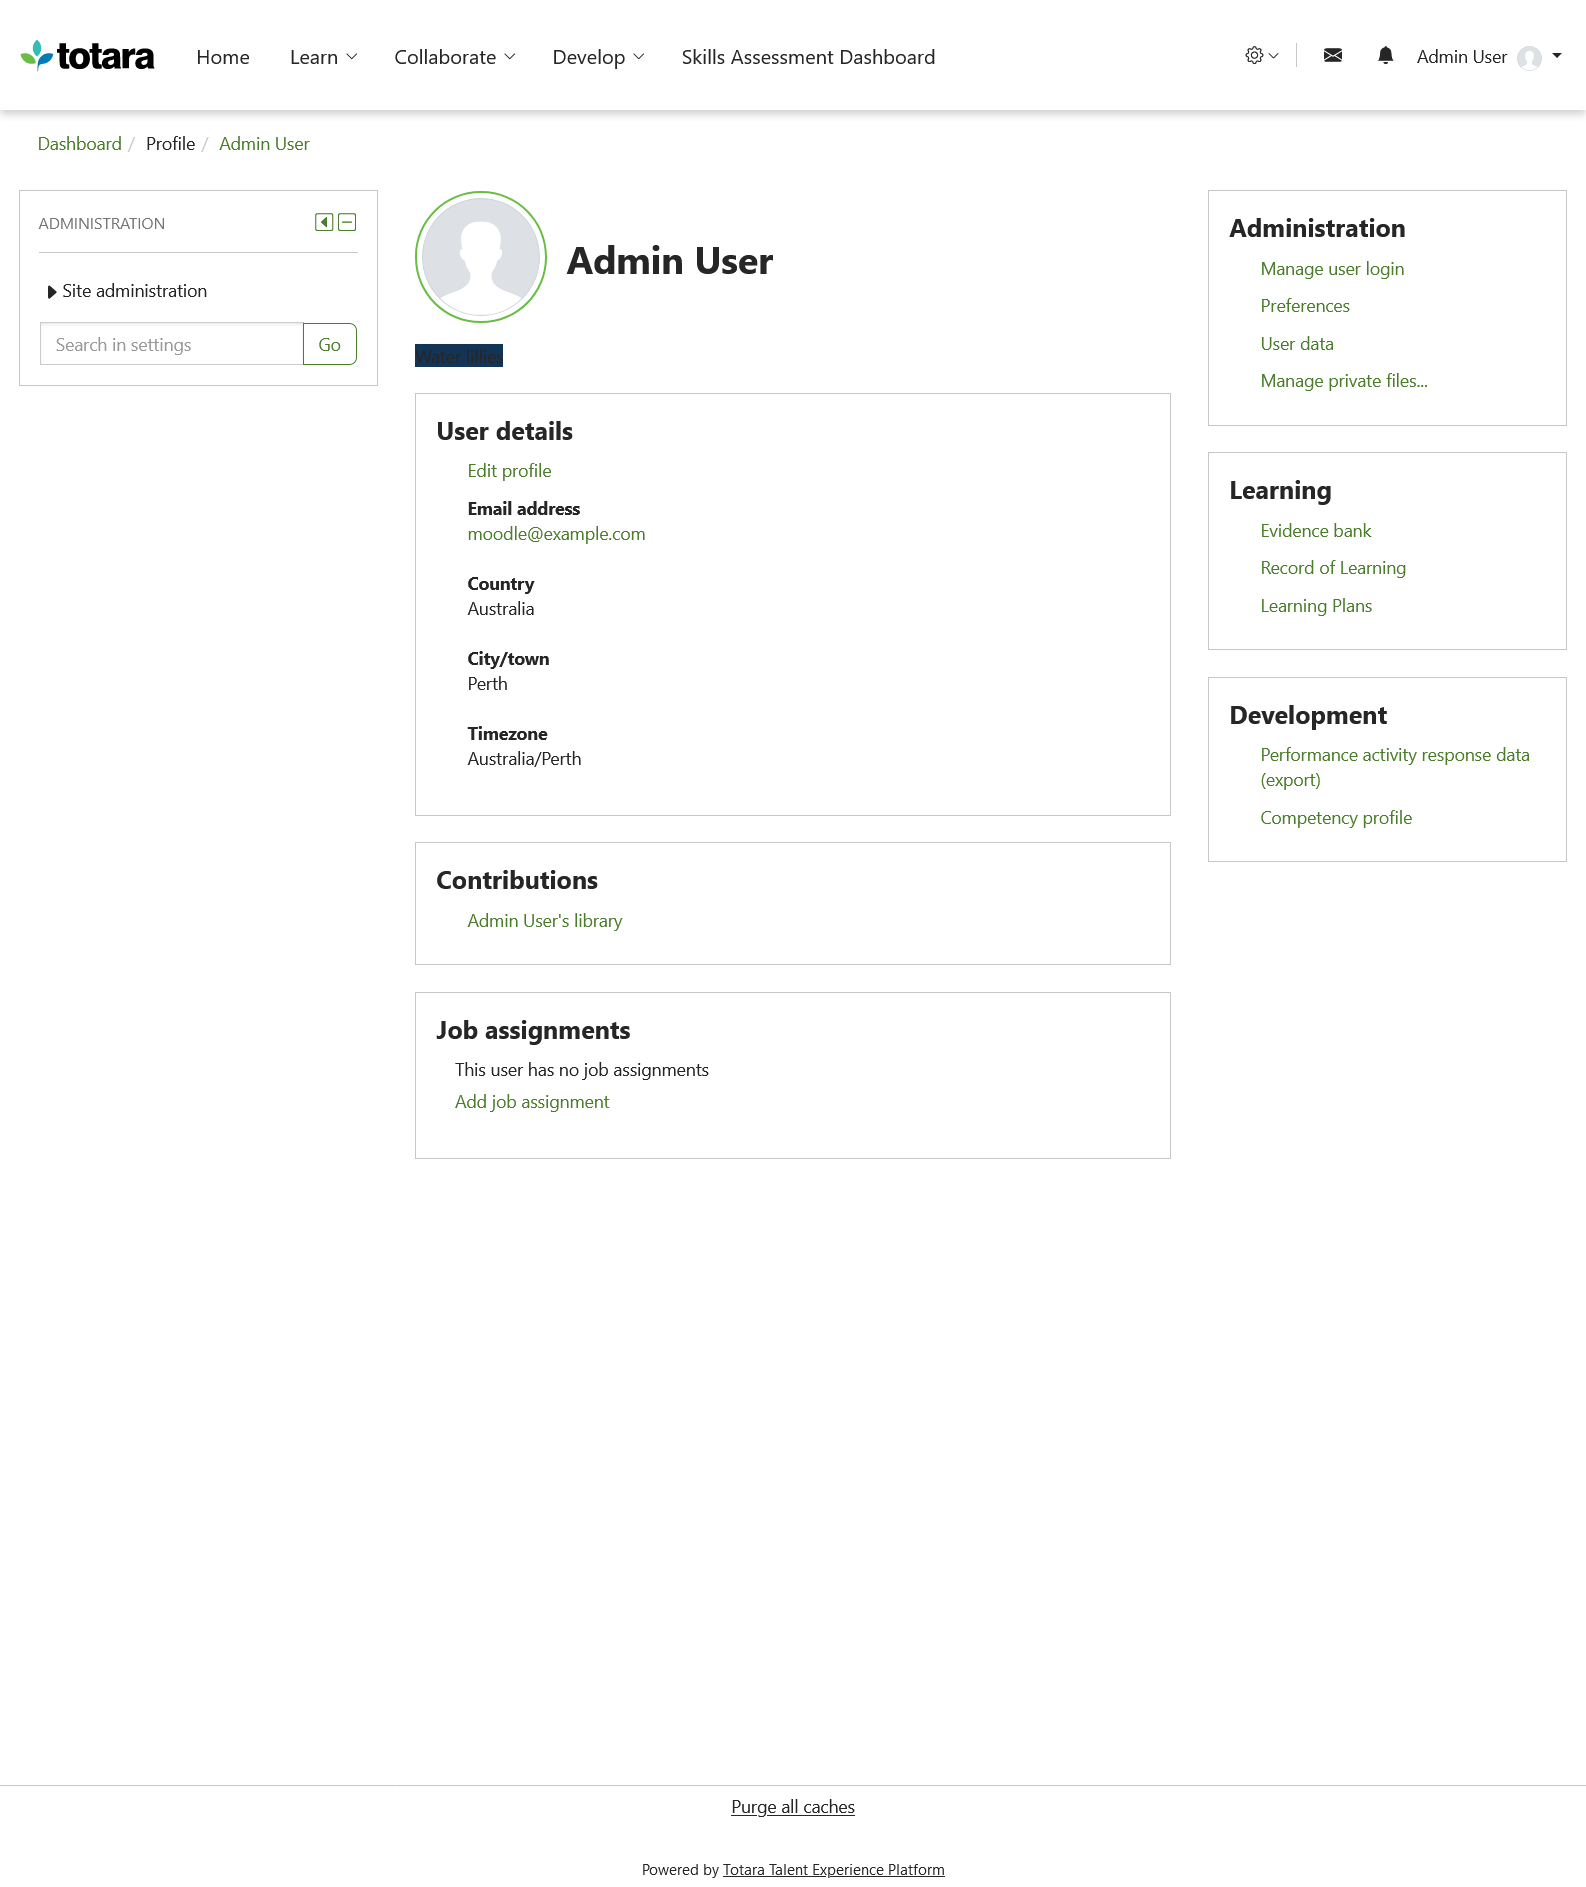 totara
Home
Learn
Collaborate
Develop
Skills Assessment Dashboard
Admin User
Dashboard / Profile / Admin User
ADMINISTRATION
Site administration
Search in settings
Go
Admin User
Water lillies
User details
Edit profile
Email address
moodle@example.com
Country
Australia
City/town
Perth
Timezone
Australia/Perth
Contributions
Admin User's library
Job assignments
This user has no job assignments
Add job assignment
Administration
Manage user login
Preferences
User data
Manage private files...
Learning
Evidence bank
Record of Learning
Learning Plans
Development
Performance activity response data
(export)
Competency profile
Purge all caches
Powered by Totara Talent Experience Platform